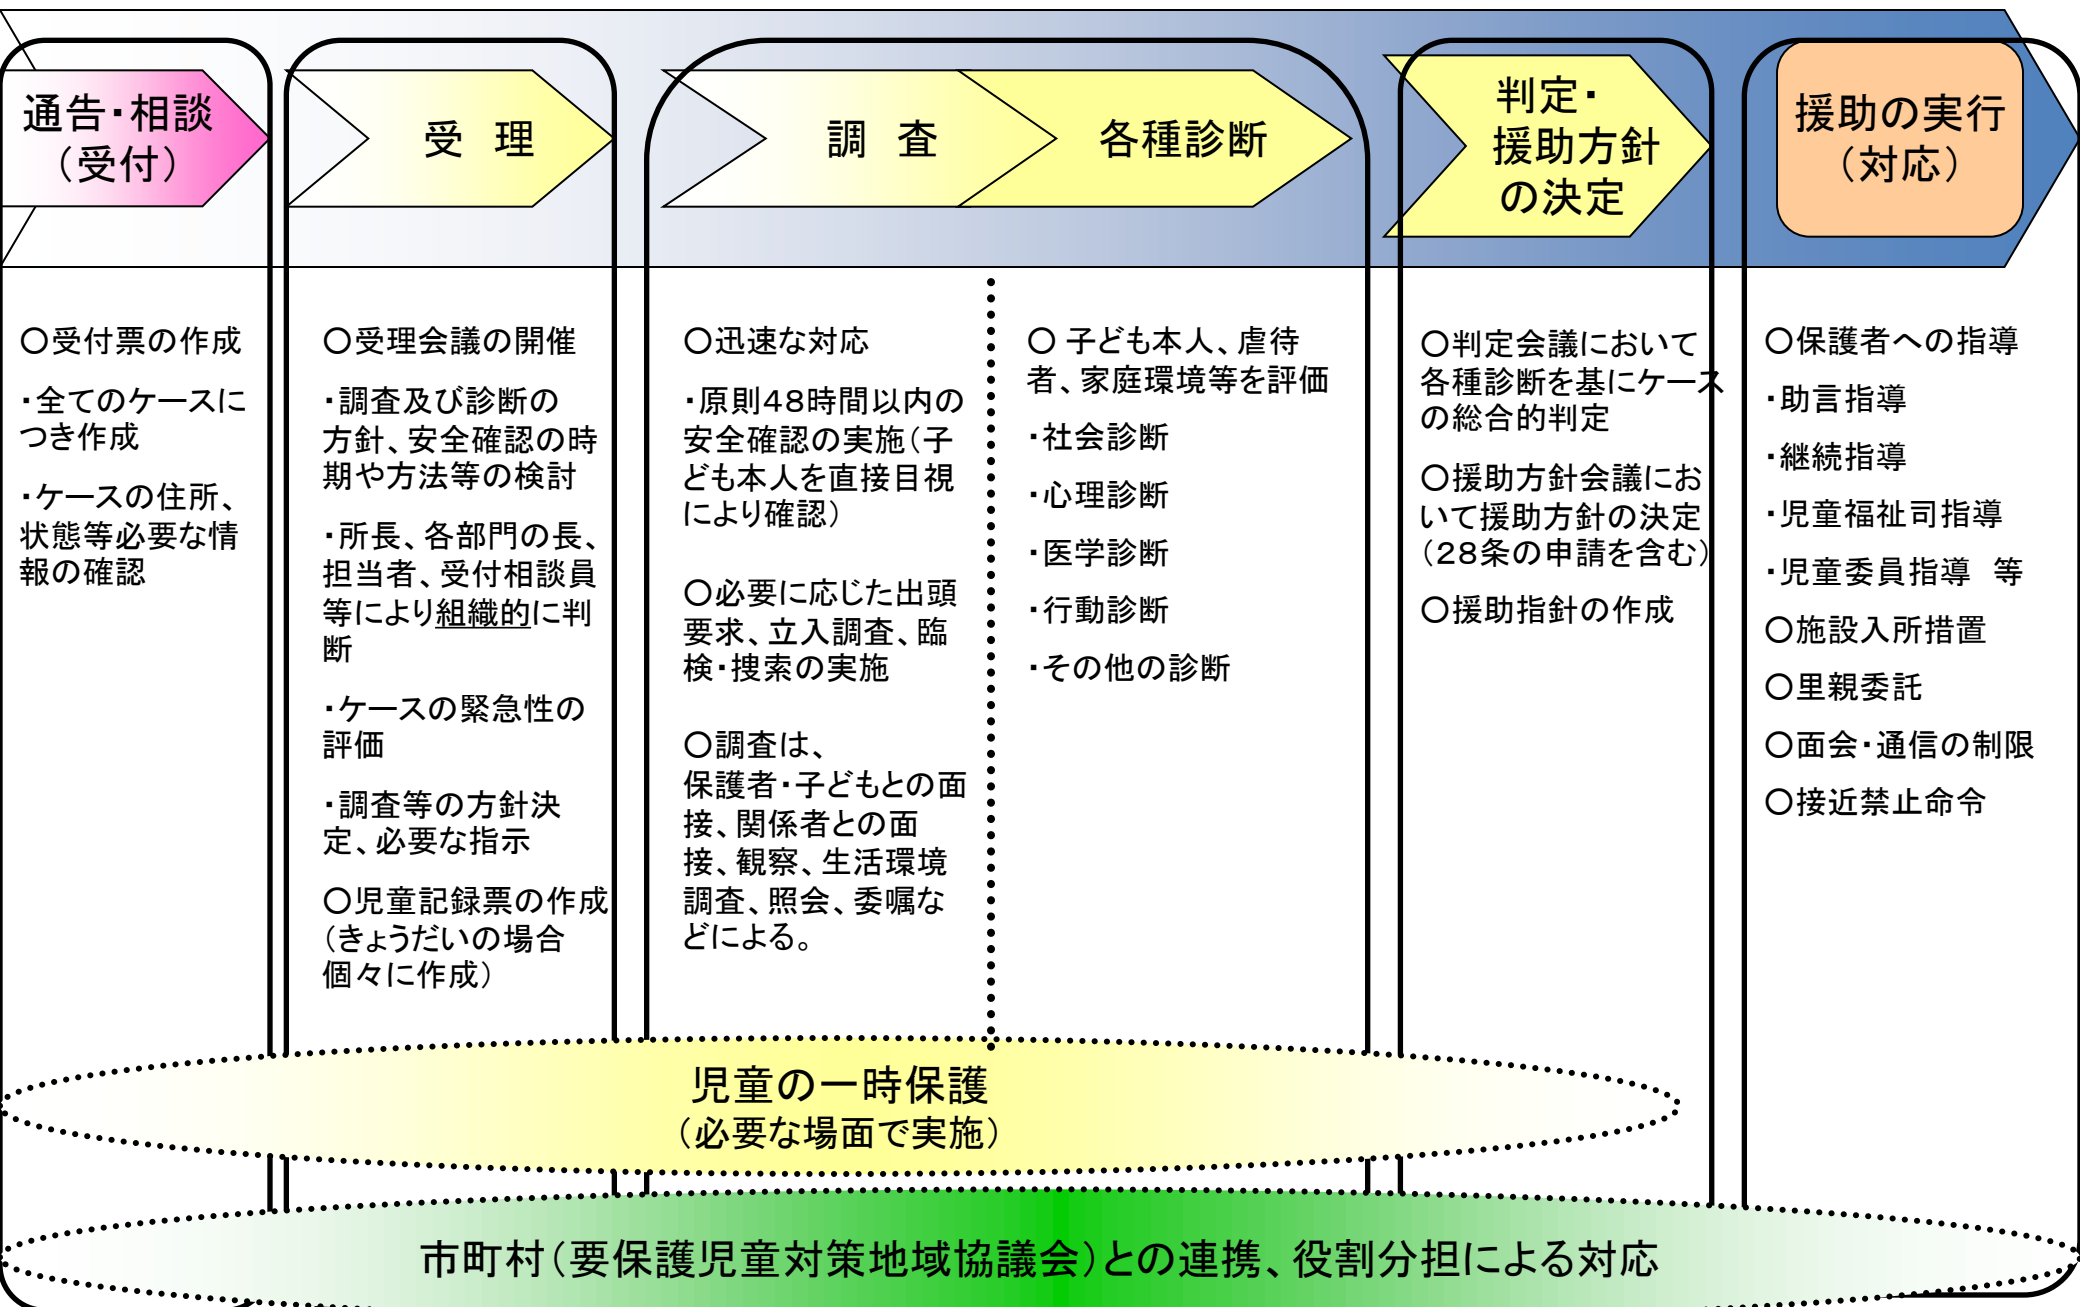 通告・相談
（受付）
受　理
調　査
各種診断
判定・
援助方針
の決定
援助の実行
（対応）
○受付票の作成
・全てのケースに
つき作成
・ケースの住所、
状態等必要な情
報の確認
○受理会議の開催
・調査及び診断の
方針、安全確認の時
期や方法等の検討
・所長、各部門の長、
担当者、受付相談員
等により組織的に判
断
・ケースの緊急性の
評価
・調査等の方針決
定、必要な指示
○児童記録票の作成
（きょうだいの場合
個々に作成）
○迅速な対応
・原則４８時間以内の
安全確認の実施（子
ども本人を直接目視
により確認）
○必要に応じた出頭
要求、立入調査、臨
検・捜索の実施
○調査は、
保護者・子どもとの面
接、関係者との面
接、観察、生活環境
調査、照会、委嘱な
どによる。
○ 子ども本人、虐待
者、家庭環境等を評価
・社会診断
・心理診断
・医学診断
・行動診断
・その他の診断
○判定会議において
各種診断を基にケース
の総合的判定
○援助方針会議にお
いて援助方針の決定
（２８条の申請を含む）
○援助指針の作成
○保護者への指導
・助言指導
・継続指導
・児童福祉司指導
・児童委員指導　等
○施設入所措置
○里親委託
○面会・通信の制限
○接近禁止命令
児童の一時保護
（必要な場面で実施）
市町村（要保護児童対策地域協議会）との連携、役割分担による対応